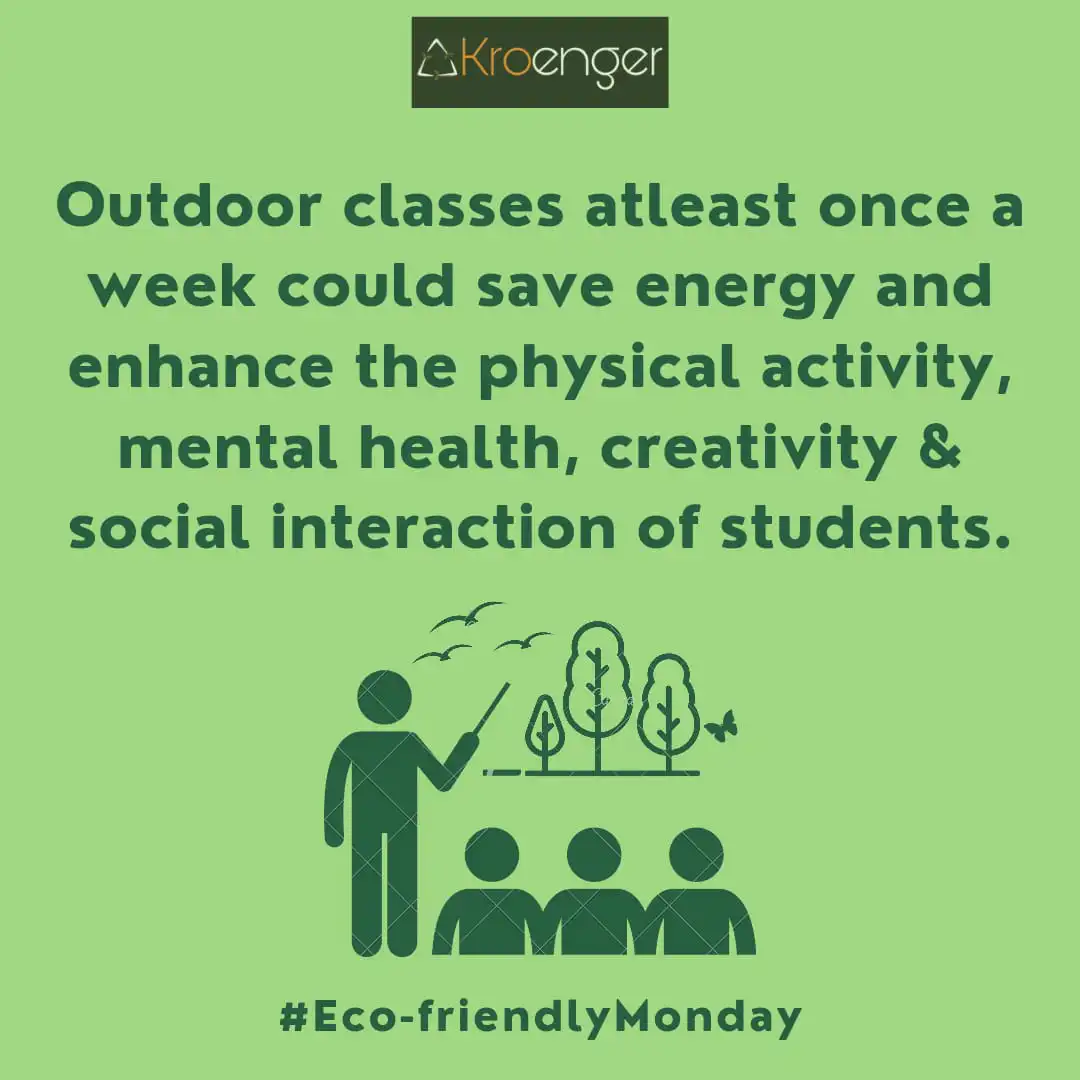 Kroenger
Outdoor classes atleast once a
week could save energy and
enhance the physical activity,
mental health, creativity &
social interaction of students.
#Eco-friendlyMonday